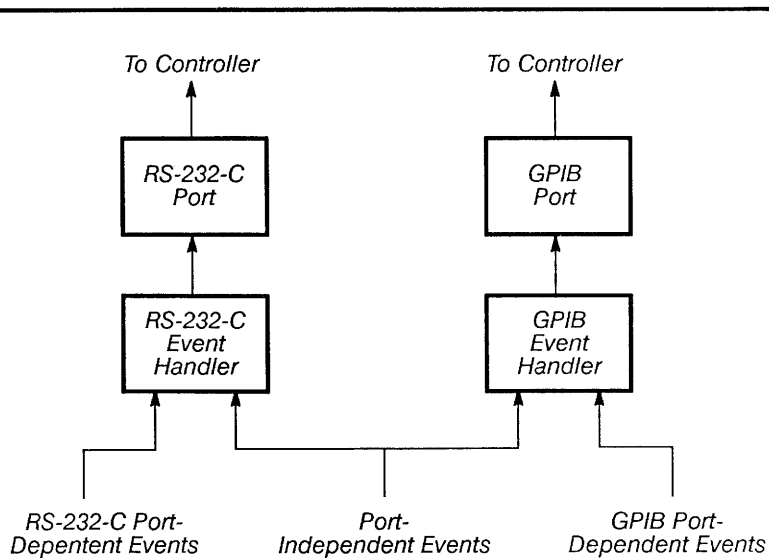 To Controller
To Controller
RS-232-C
Port
GPIB
Port
RS-232-C
Event
Handler
GPIB
Event
Handler
RS-232-C Port-
Depentent Events
Port-
Independent Events
GPIB Port-
Dependent Events